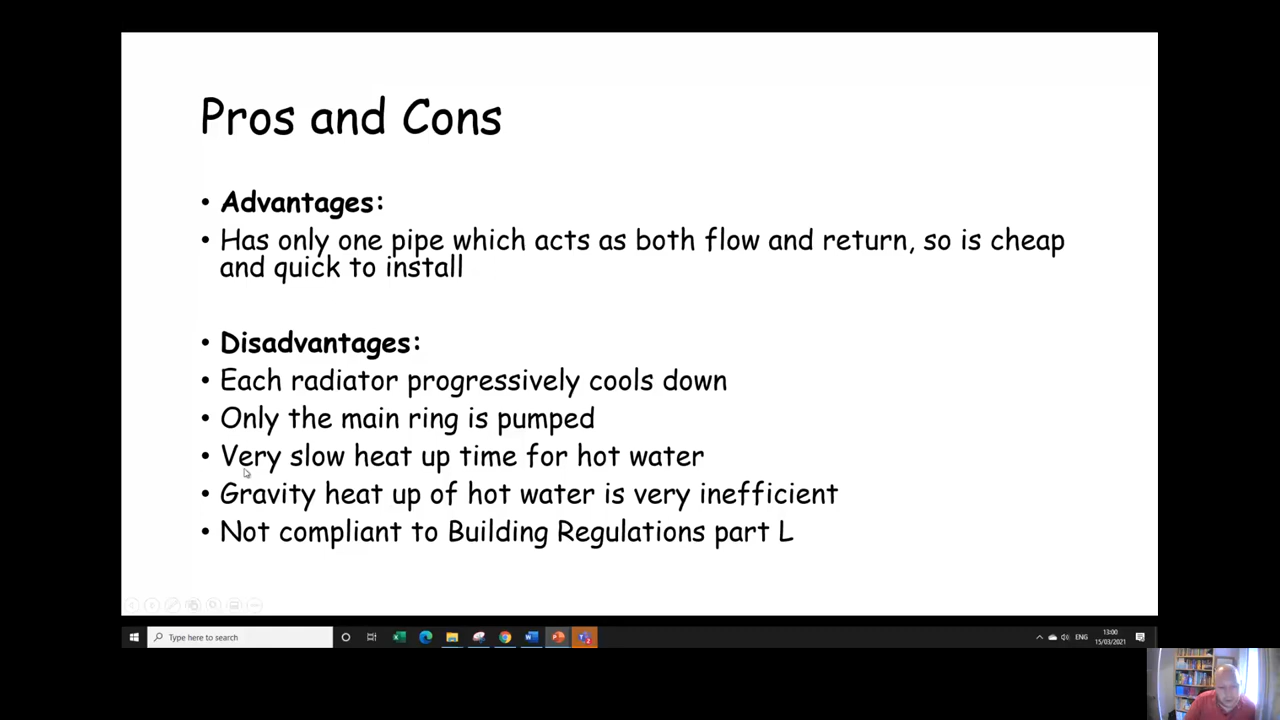 Pros and Cons
• Advantages:
• Has only one pipe which acts as both flow and return, so is cheap
and quick to install
• Disadvantages:
• Each radiator progressively cools down
• Only the main ring is pumped
• Very slow heat up time for hot water
• Gravity heat up of hot water is very inefficient
• Not compliant to Building Regulations part L
Type here to search
ENG
13:00
15/03/2021